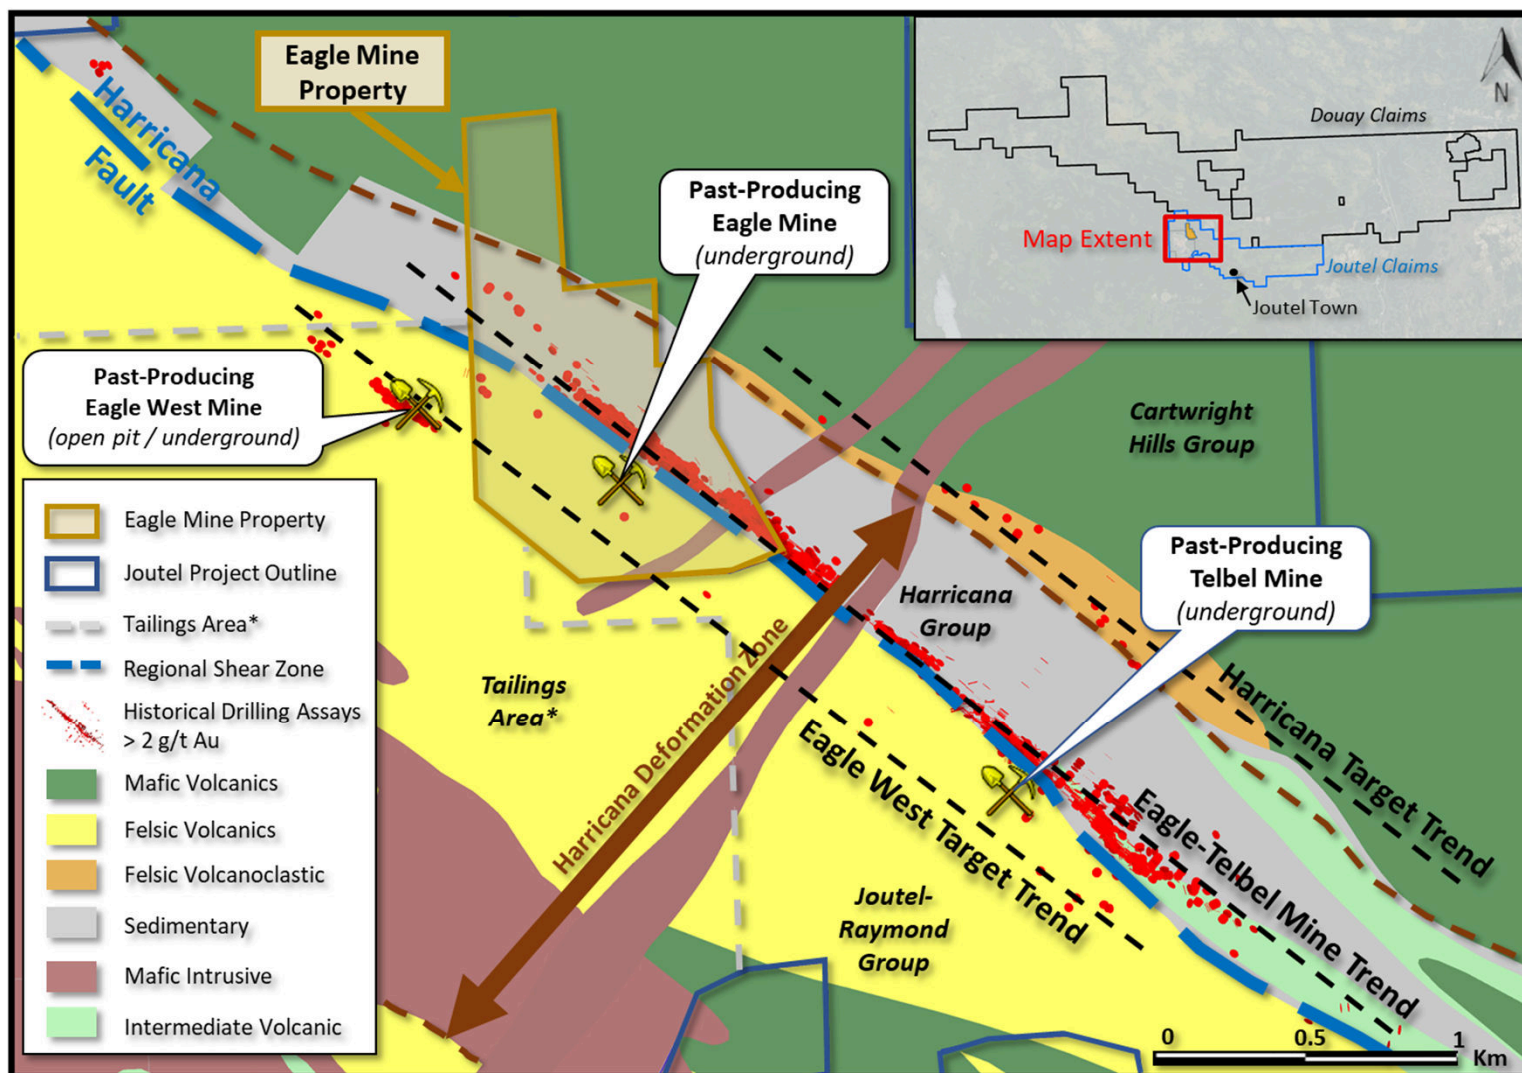 Eagle Mine
Property
Harricana
Fault
Past-Producing
Eagle Mine
(underground)
Douay Claims
N
Map Extent
Joutel Claims
Joutel Town
Past-Producing
Eagle West Mine
(open pit / underground)
Cartwright
Hills Group
Past-Producing
Telbel Mine
(underground)
Harricana
Group
Tailings
Area*
Harricana Deformation Zone
Harricana Target Trend
Eagle West Target Trend
Eagle-Telbel Mine Trend
Joutel-
Raymond
Group
Eagle Mine Property
Joutel Project Outline
Tailings Area*
Regional Shear Zone
Historical Drilling Assays
> 2 g/t Au
Mafic Volcanics
Felsic Volcanics
Felsic Volcanoclastic
Sedimentary
Mafic Intrusive
Intermediate Volcanic
0 0.5 1
Km